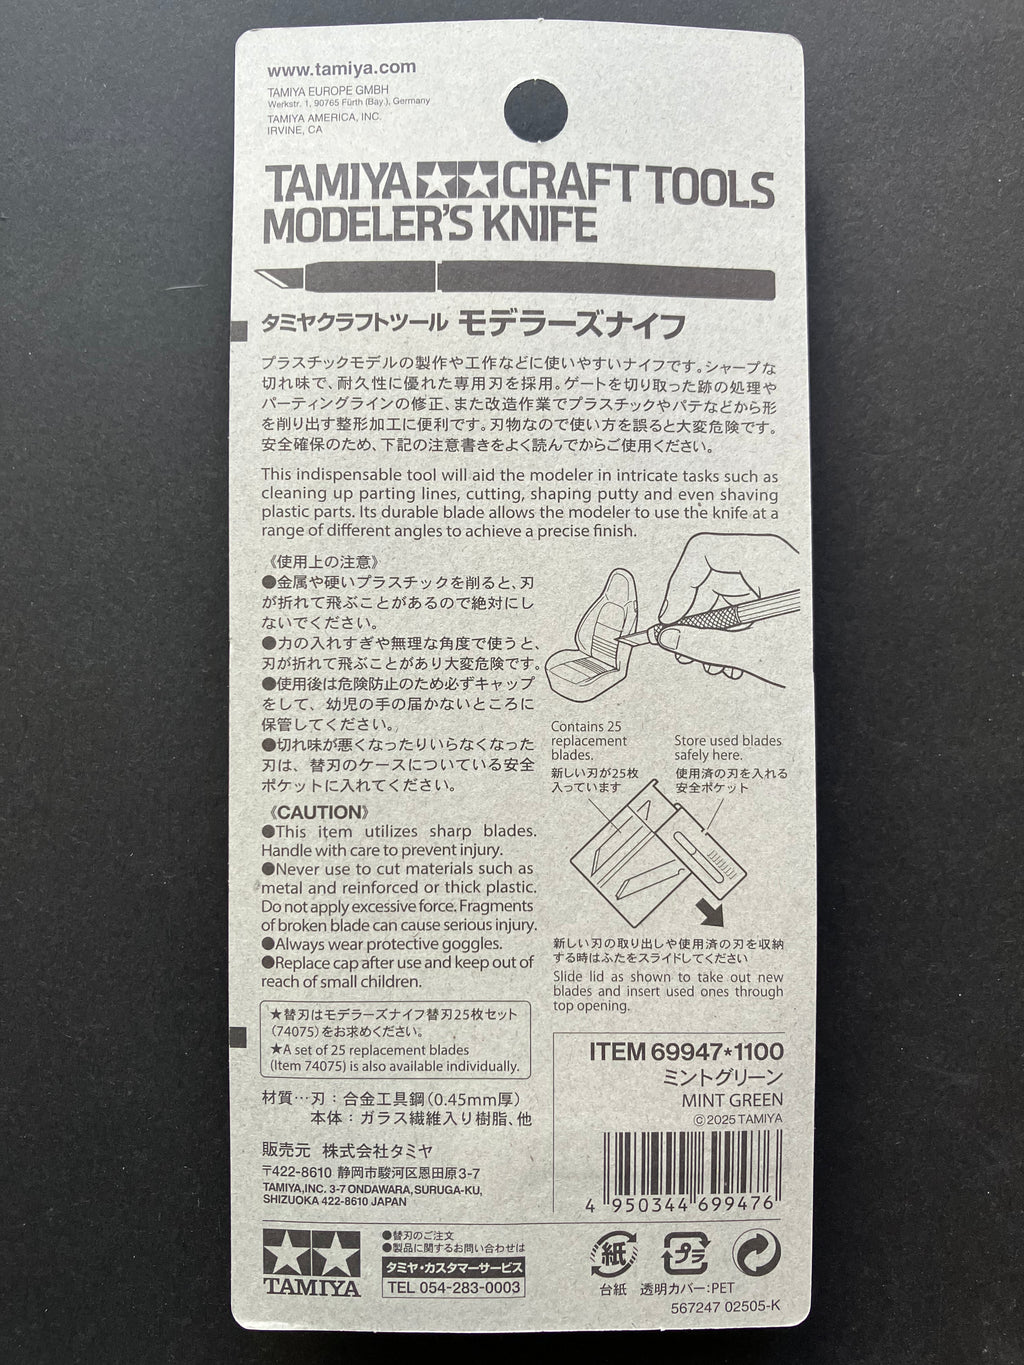 www.tamiya.com
TAMIYA EUROPE GMBH
Werkstr. 1, 90765 Fürth (Bay.), Germany
TAMIYA AMERICA, INC.
IRVINE, CA
TAMIYA CRAFT TOOLS
MODELER'S KNIFE
タミヤクラフトツール モデラーズナイフ
プラスチックモデルの製作や工作などに使いやすいナイフです。シャープな
切れ味で、耐久性に優れた専用刃を採用。ゲートを切り取った跡の処理や
パーティングラインの修正、また改造作業でプラスチックやパテなどから形
を削り出す整形加工に便利です。刃物なので使い方を誤ると大変危険です。
安全確保のため、下記の注意書きをよく読んでからご使用ください。
This indispensable tool will aid the modeler in intricate tasks such as
cleaning up parting lines, cutting, shaping putty and even shaving
plastic parts. Its durable blade allows the modeler to use the knife at a
range of different angles to achieve a precise finish.
《使用上の注意》
●金属や硬いプラスチックを削ると、刃
が折れて飛ぶことがあるので絶対にし
ないでください。
●力の入れすぎや無理な角度で使うと、
刃が折れて飛ぶことがあり大変危険です。
●使用後は危険防止のため必ずキャップ
をして、幼児の手の届かないところに
保管してください。
●切れ味が悪くなったりいらなくなった
刃は、替刃のケースについている安全
ポケットに入れてください。
《CAUTION》
●This item utilizes sharp blades.
Handle with care to prevent injury.
●Never use to cut materials such as
metal and reinforced or thick plastic.
Do not apply excessive force. Fragments
of broken blade can cause serious injury.
●Always wear protective goggles.
●Replace cap after use and keep out of
reach of small children.
★替刃はモデラーズナイフ替刃25枚セット
(74075)をお求めください。
★A set of 25 replacement blades
(Item 74075) is also available individually.
材質…刃：合金工具鋼(0.45mm厚)
本体：ガラス繊維入り樹脂、他
販売元 株式会社タミヤ
〒422-8610 静岡市駿河区恩田原3-7
TAMIYA,INC. 3-7 ONDAWARA, SURUGA-KU,
SHIZUOKA 422-8610 JAPAN
Contains 25
replacement
blades.
新しい刃が25枚
入っています
Store used blades
safely here.
使用済の刃を入れる
安全ポケット
新しい刃の取り出しや使用済の刃を収納
する時はふたをスライドしてください
Slide lid as shown to take out new
blades and insert used ones through
top opening.
ITEM 69947*1100
ミントグリーン
MINT GREEN
©2025 TAMIYA
4 950344 699476
TAMIYA
●替刃のご注文
●製品に関するお問い合わせは
タミヤ・カスタマーサービス
TEL 054-283-0003
紙
台紙
プラ
透明カバー:PET
567247 02505-K